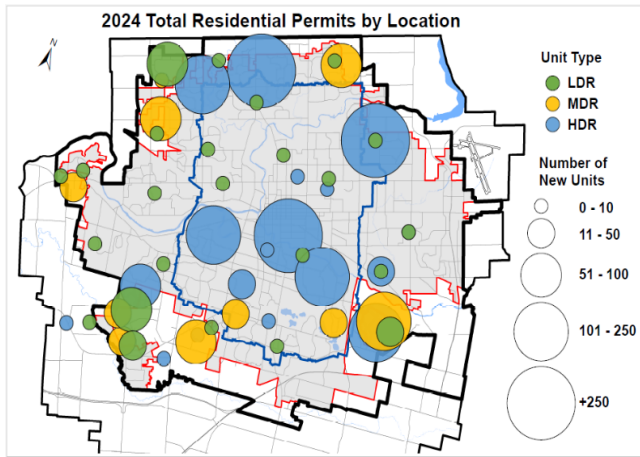 2024 Total Residential Permits by Location
N
Unit Type
LDR
MDR
HDR
Number of
New Units
0 - 10
11 - 50
51 - 100
101 - 250
+250